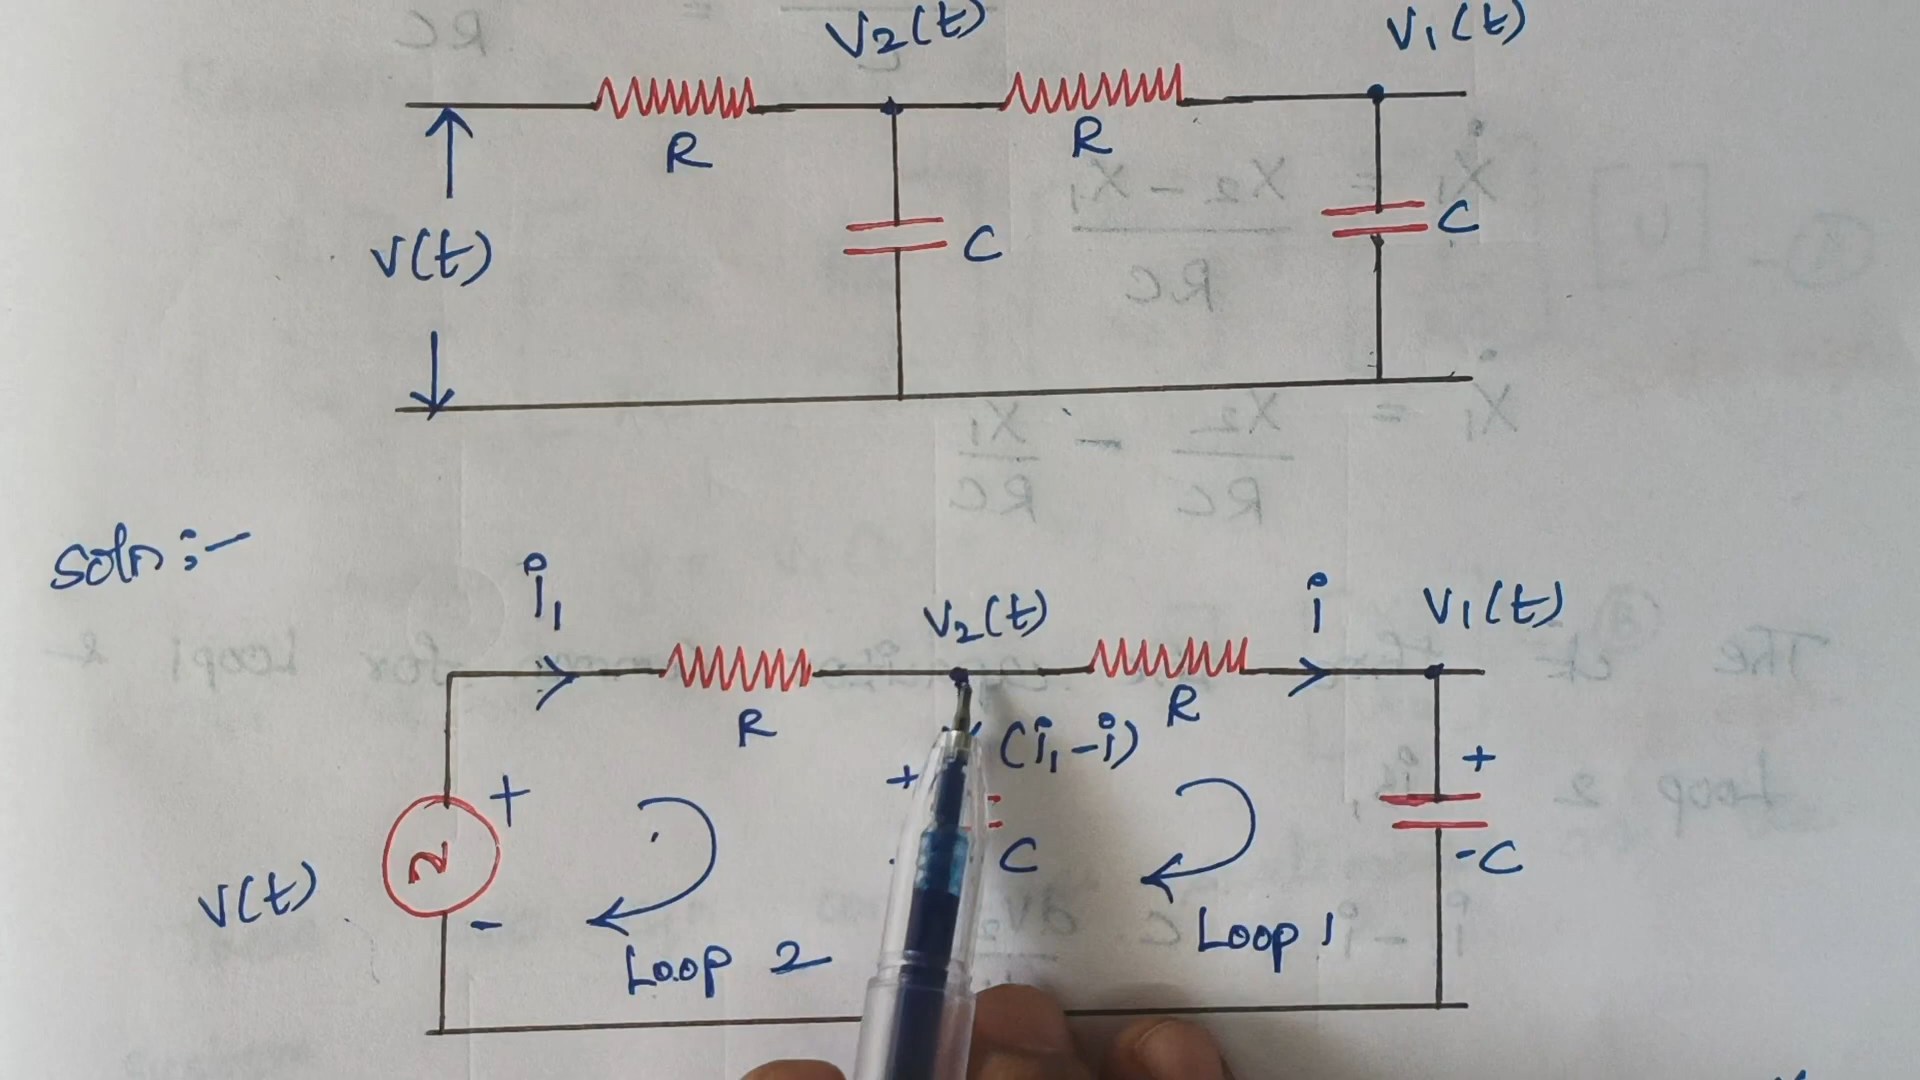 V2(t)
V1(t)
R
R
V(t)
C
C
Soln :-
i1
V2(t)
i
V1(t)
R
R
(i1-i)
+
+
+
V(t)
-
C
-C
Loop 2
Loop 1